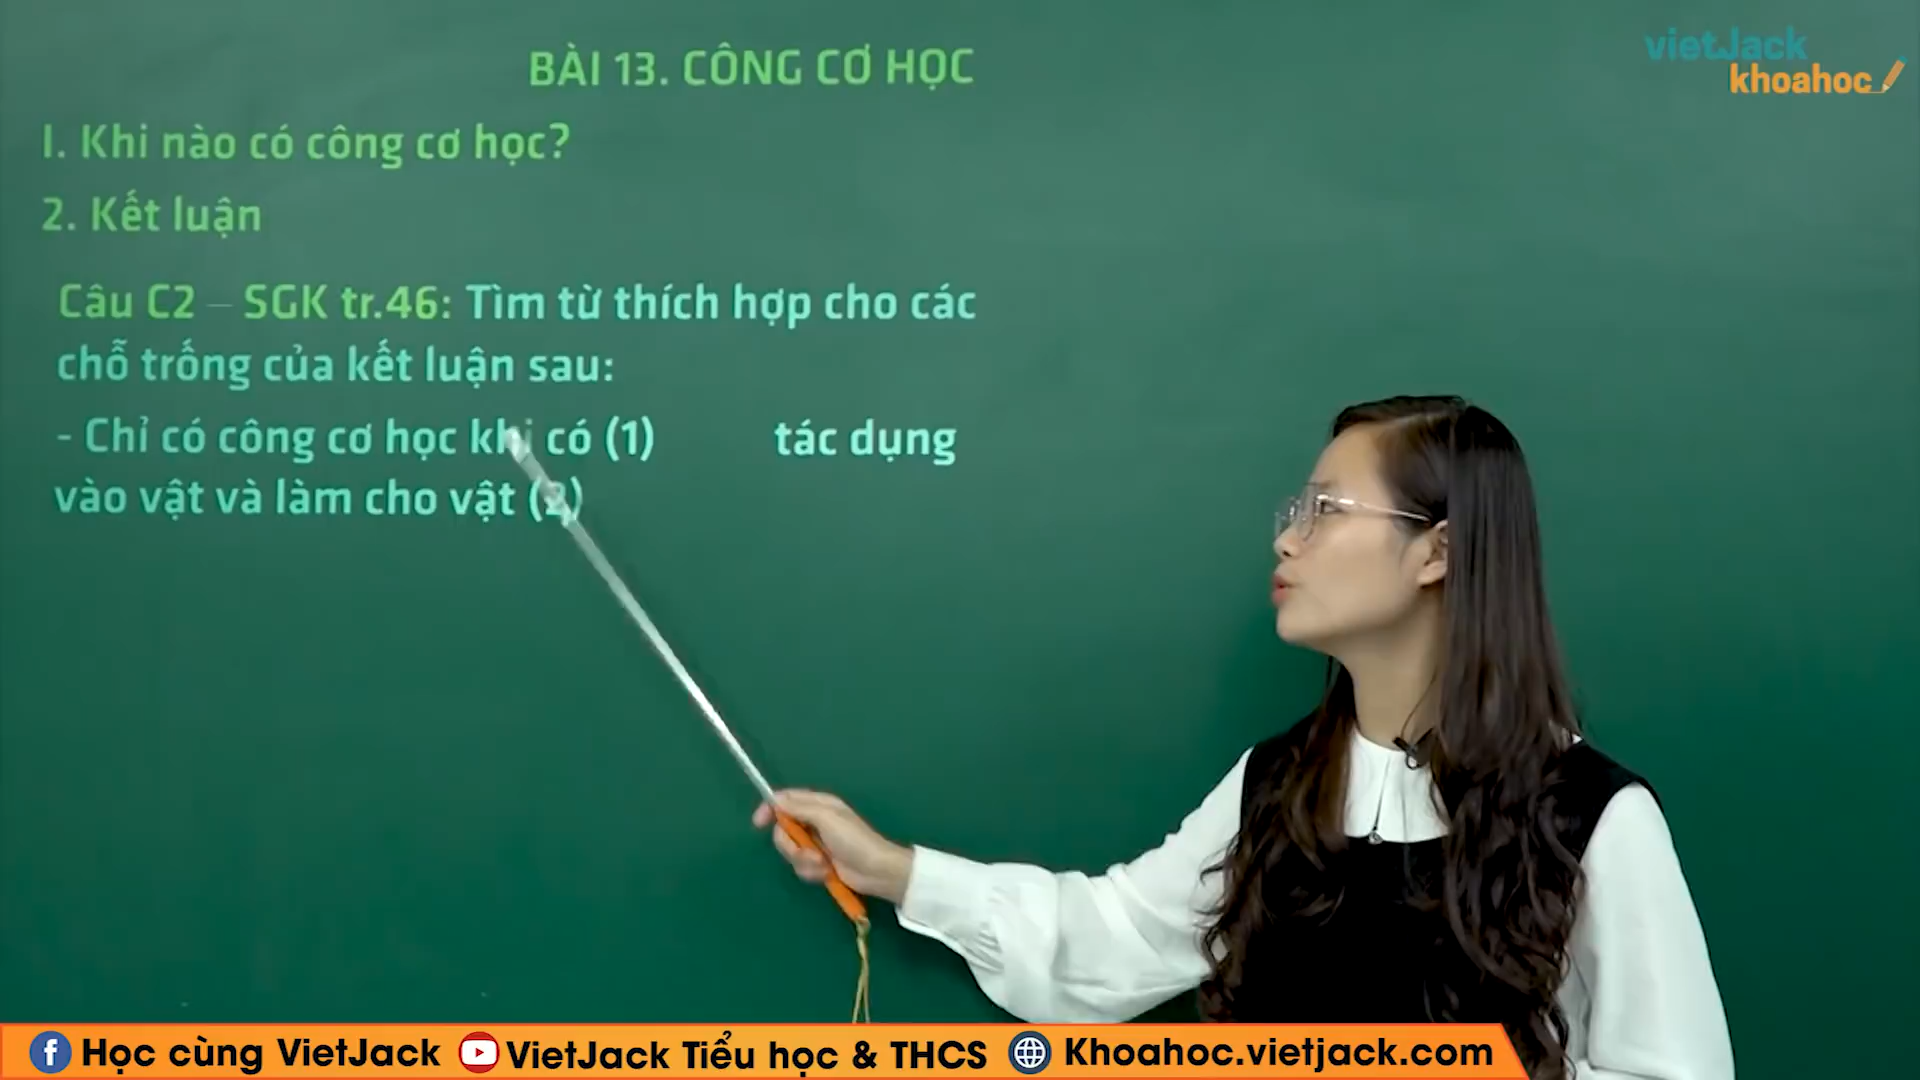 BÀI 13. CÔNG CƠ HỌC
vietJack
khoahoc
I. Khi nào có công cơ học?
2. Kết luận
Câu C2 – SGK tr.46: Tìm từ thích hợp cho các
chỗ trống của kết luận sau:
- Chỉ có công cơ học khi có (1) tác dụng
vào vật và làm cho vật (2)
Học cùng VietJack
VietJack Tiểu học & THCS
Khoahoc.vietjack.com